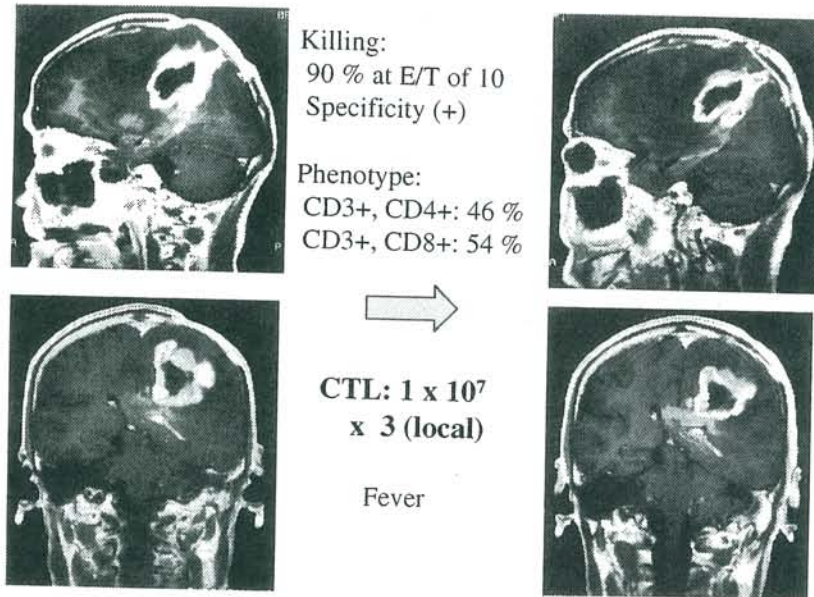 Killing:
90 % at E/T of 10
Specificity (+)
Phenotype:
CD3+, CD4+: 46 %
CD3+, CD8+: 54 %
CTL: 1 x 10⁷
x 3 (local)
Fever
P